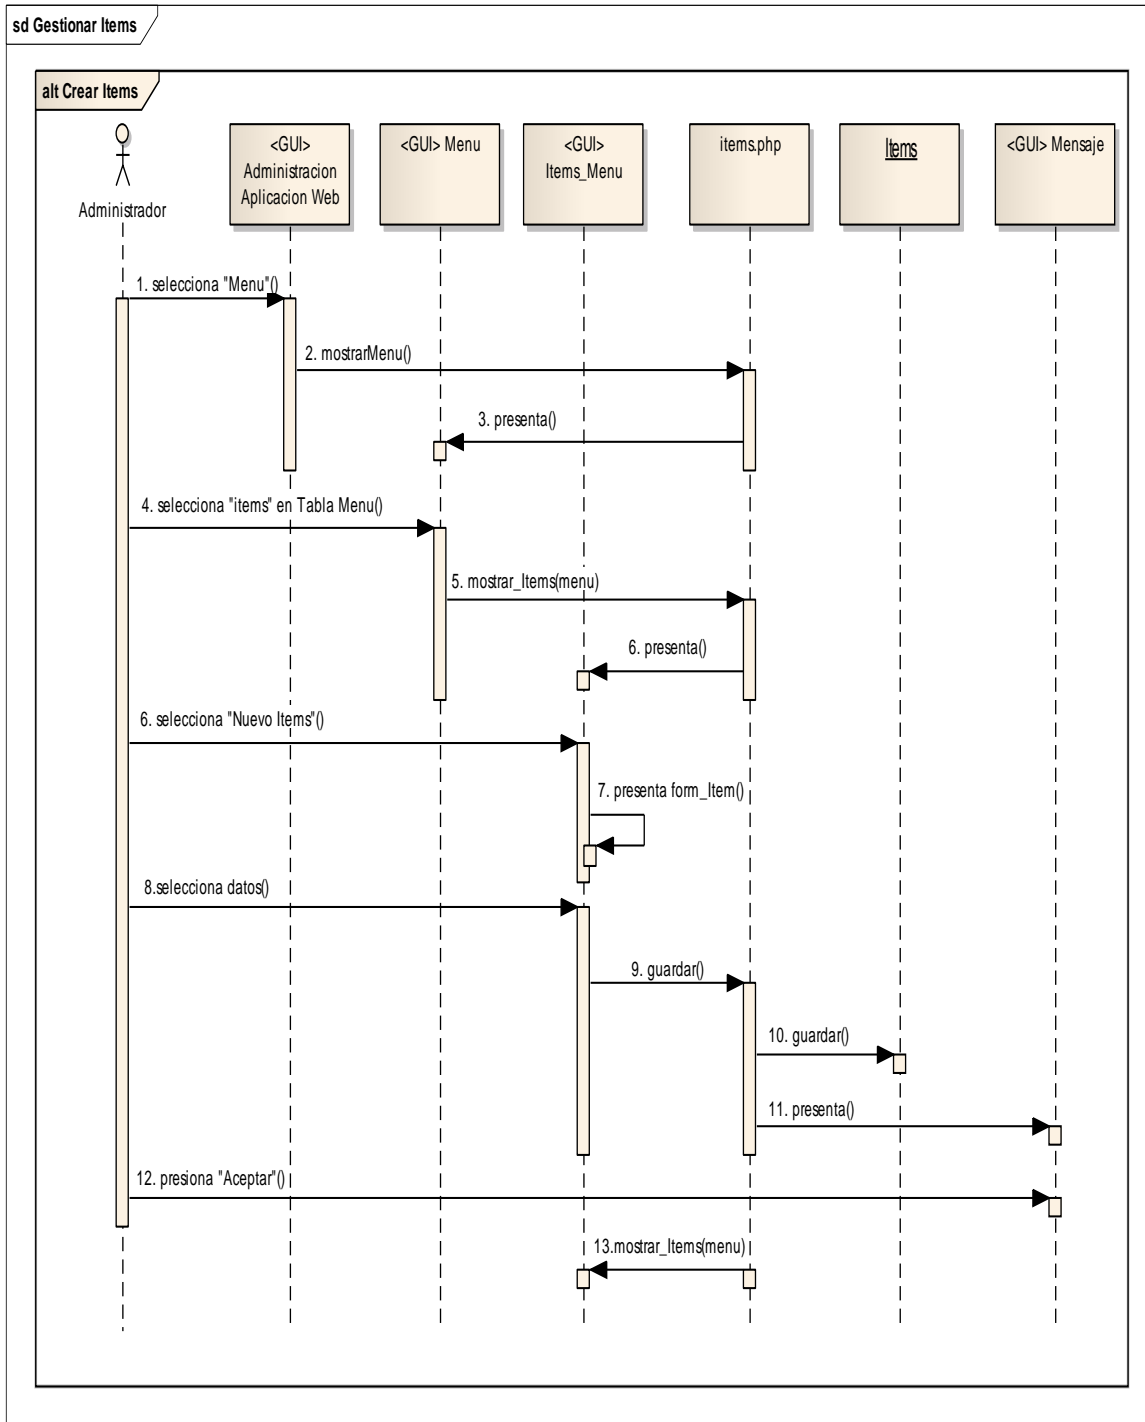 sd Gestionar Items
alt Crear Items
Administrador
<GUI>
Administracion
Aplicacion Web
<GUI> Menu
<GUI>
Items_Menu
items.php
Items
<GUI> Mensaje
1. selecciona "Menu"()
2. mostrarMenu()
3. presenta()
4. selecciona "items" en Tabla Menu()
5. mostrar_Items(menu)
6. presenta()
6. selecciona "Nuevo Items"()
7. presenta form_Item()
8.selecciona datos()
9. guardar()
10. guardar()
11. presenta()
12. presiona "Aceptar"()
13.mostrar_Items(menu)